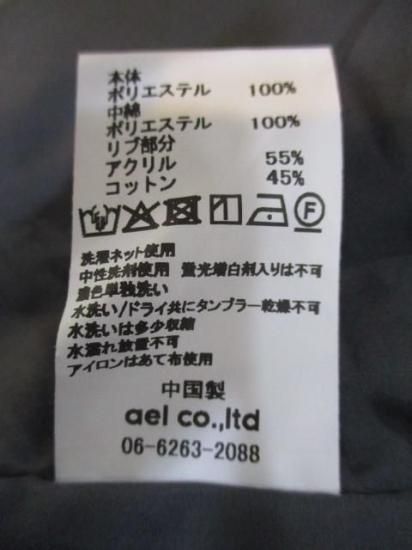 本体
ポリエステル 100%
中綿
ポリエステル 100%
リブ部分
アクリル 55%
コットン 45%
F
洗濯ネット使用
中性洗剤使用 蛍光増白剤入りは不可
濃色単独洗い
水洗い/ドライ共にタンブラー乾燥不可
水洗いは多少収縮
水濡れ放置不可
アイロンはあて布使用
中国製
ael co.,ltd
06-6263-2088